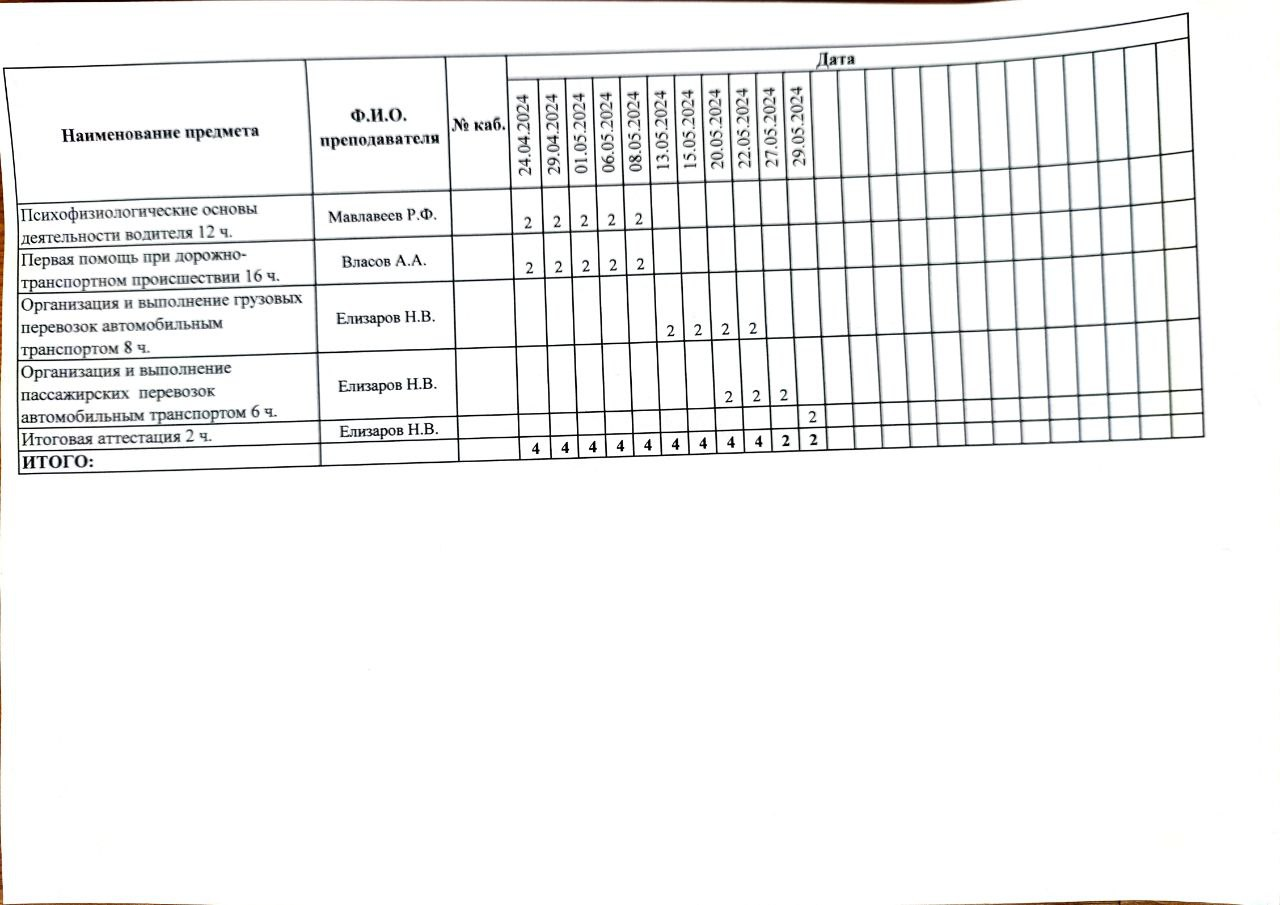 Дата
Наименование предмета
Ф.И.О.
преподавателя
№ каб.
24.04.2024
29.04.2024
01.05.2024
06.05.2024
08.05.2024
13.05.2024
15.05.2024
20.05.2024
22.05.2024
27.05.2024
29.05.2024
Психофизиологические основы
деятельности водителя 12 ч.
Мавлавеев Р.Ф.
2 2 2 2 2
Первая помощь при дорожно-
транспортном происшествии 16 ч.
Власов А.А.
2 2 2 2 2
Организация и выполнение грузовых
перевозок автомобильным
транспортом 8 ч.
Елизаров Н.В.
2 2 2 2
Организация и выполнение
пассажирских перевозок
автомобильным транспортом 6 ч.
Елизаров Н.В.
2 2 2
Итоговая аттестация 2 ч.
Елизаров Н.В.
2
ИТОГО:
4 4 4 4 4 4 4 4 4 2 2